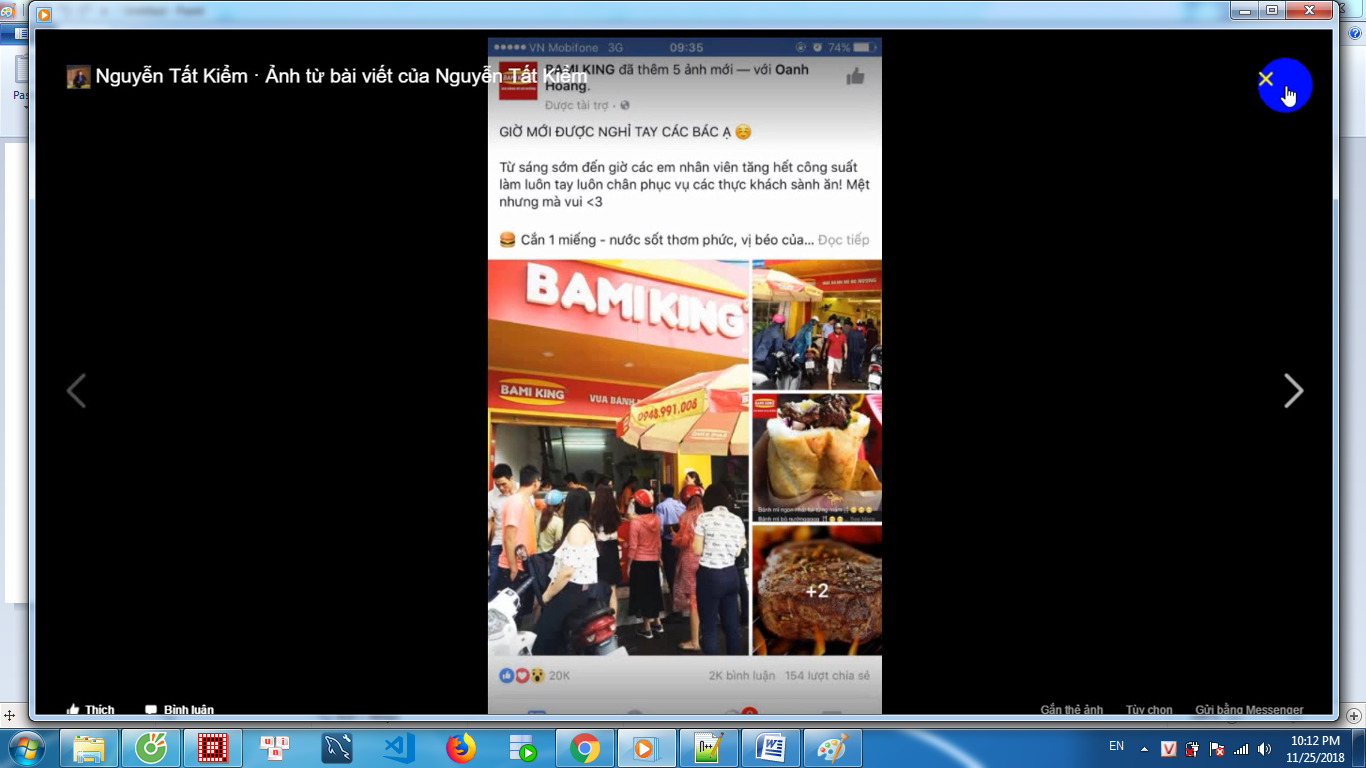 Nguyễn Tất Kiểm · Ảnh từ bài viết của Nguyễn Tất Kiểm
VN Mobifone 3G 09:35 74%
BAMI KING đã thêm 5 ảnh mới — với Oanh
Hoang.
Được tài trợ ·
GIỜ MỚI ĐƯỢC NGHỈ TAY CÁC BÁC Ạ
Từ sáng sớm đến giờ các em nhân viên tăng hết công suất
làm luôn tay luôn chân phục vụ các thực khách sành ăn! Mệt
nhưng mà vui <3
Cắn 1 miếng - nước sốt thơm phức, vị béo của... Đọc tiếp
BAMI KING
BAMI KING
VUA BÁNH
0948.991.008
+2
20K
2K bình luận 154 lượt chia sẻ
Thích
Bình luận
Gắn thẻ ảnh
Tùy chọn
Gửi bằng Messenger
EN
10:12 PM
11/25/2018